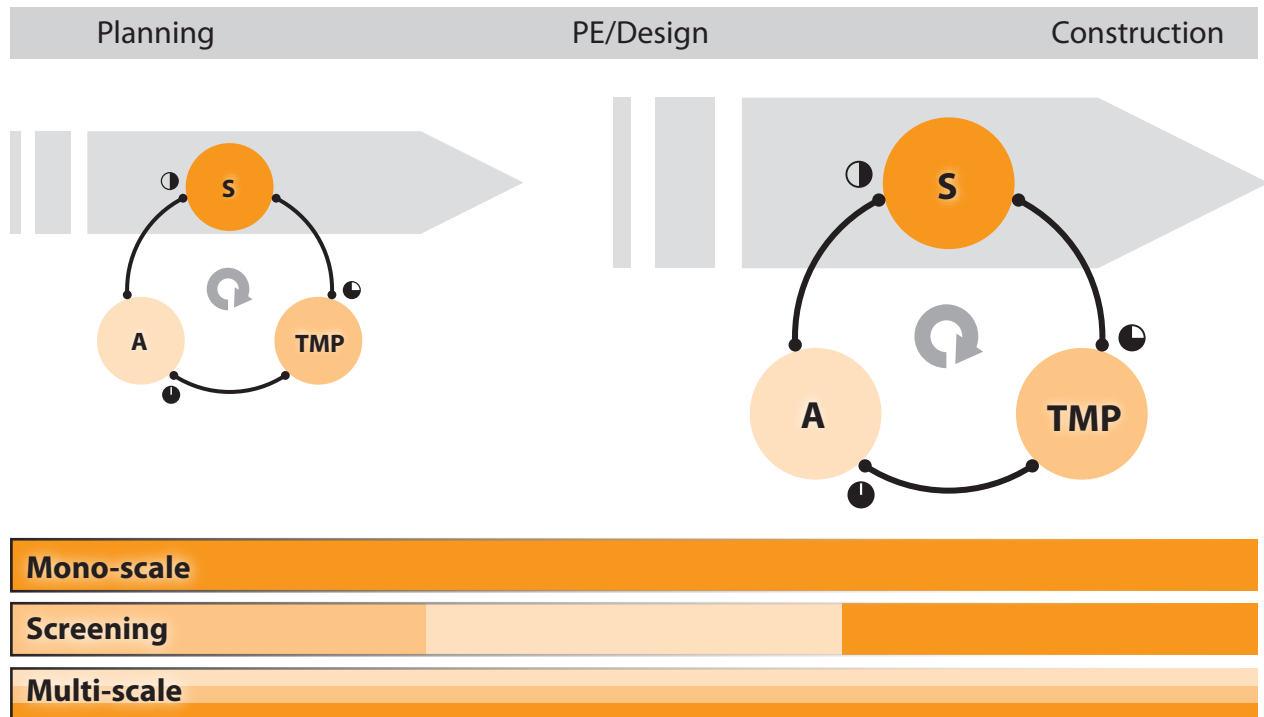 Planning PE/Design Construction
S
A
TMP
S
A
TMP
Mono-scale
Screening
Multi-scale